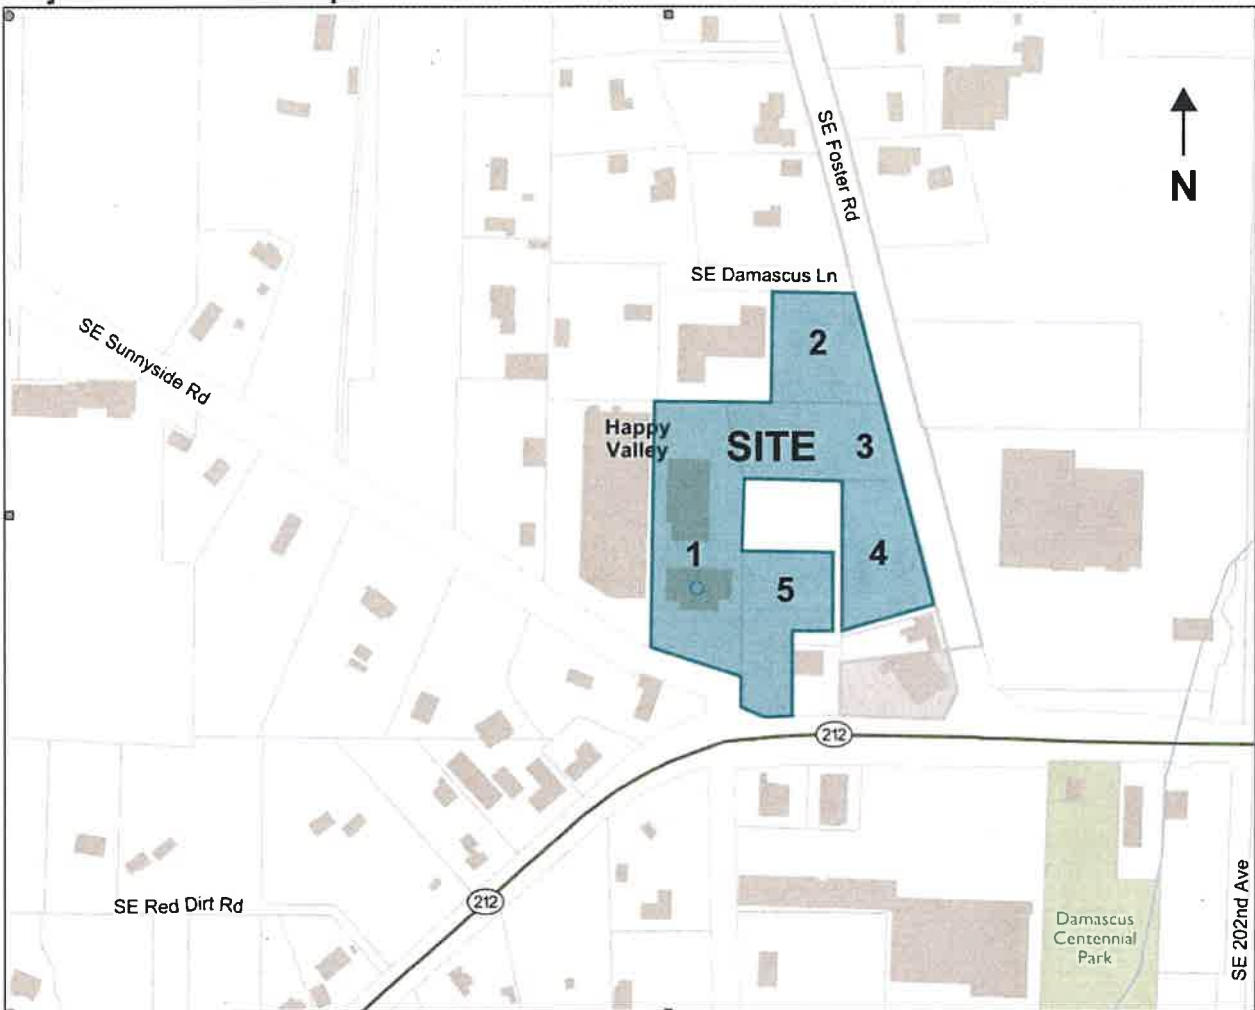 SE Foster Rd
N
SE Damascus Ln
2
SE Sunnyside Rd
Happy
Valley
SITE
3
1
4
5
212
212
SE Red Dirt Rd
Damascus
Centennial
Park
SE 202nd Ave